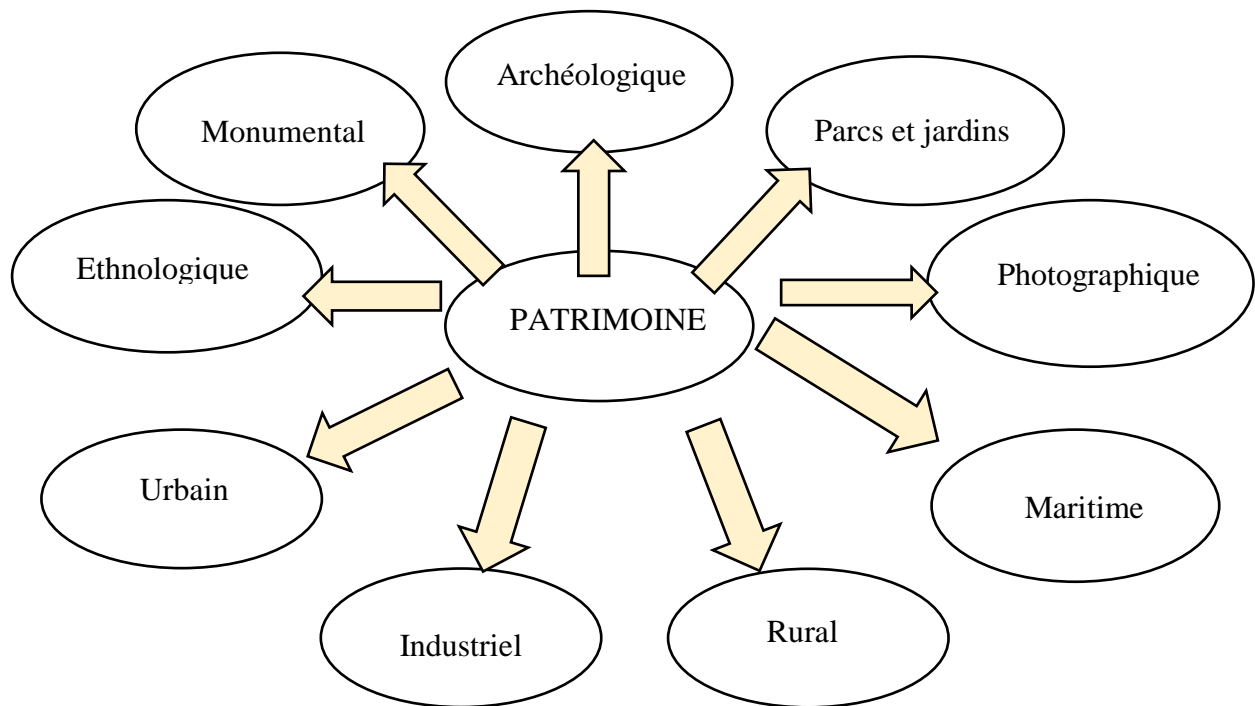 Archéologique
Monumental
Parcs et jardins
Ethnologique
Photographique
PATRIMOINE
Urbain
Maritime
Industriel
Rural